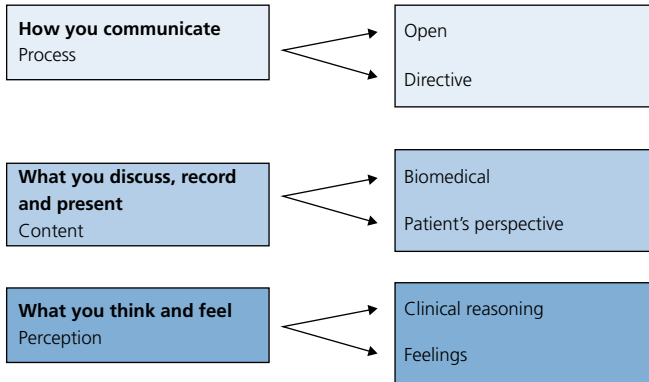 How you communicate
Process
Open
Directive
What you discuss, record
and present
Content
Biomedical
Patient’s perspective
What you think and feel
Perception
Clinical reasoning
Feelings